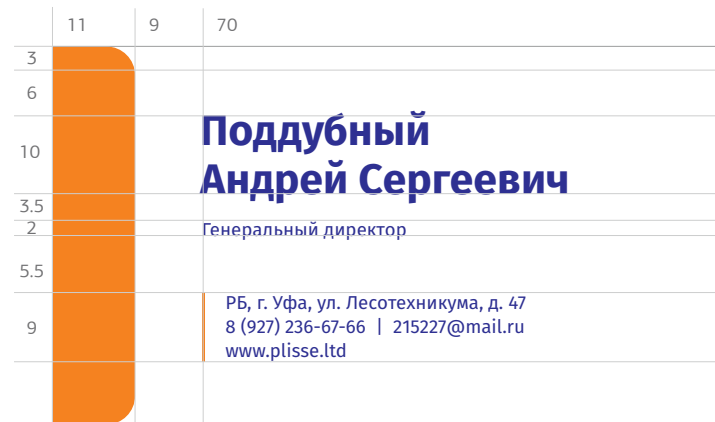 11 9 70
3
6
10
3.5
2
5.5
9
Поддубный
Андрей Сергеевич
Генеральный директор
РБ, г. Уфа, ул. Лесотехникума, д. 47
8 (927) 236-67-66 | 215227@mail.ru
www.plisse.ltd